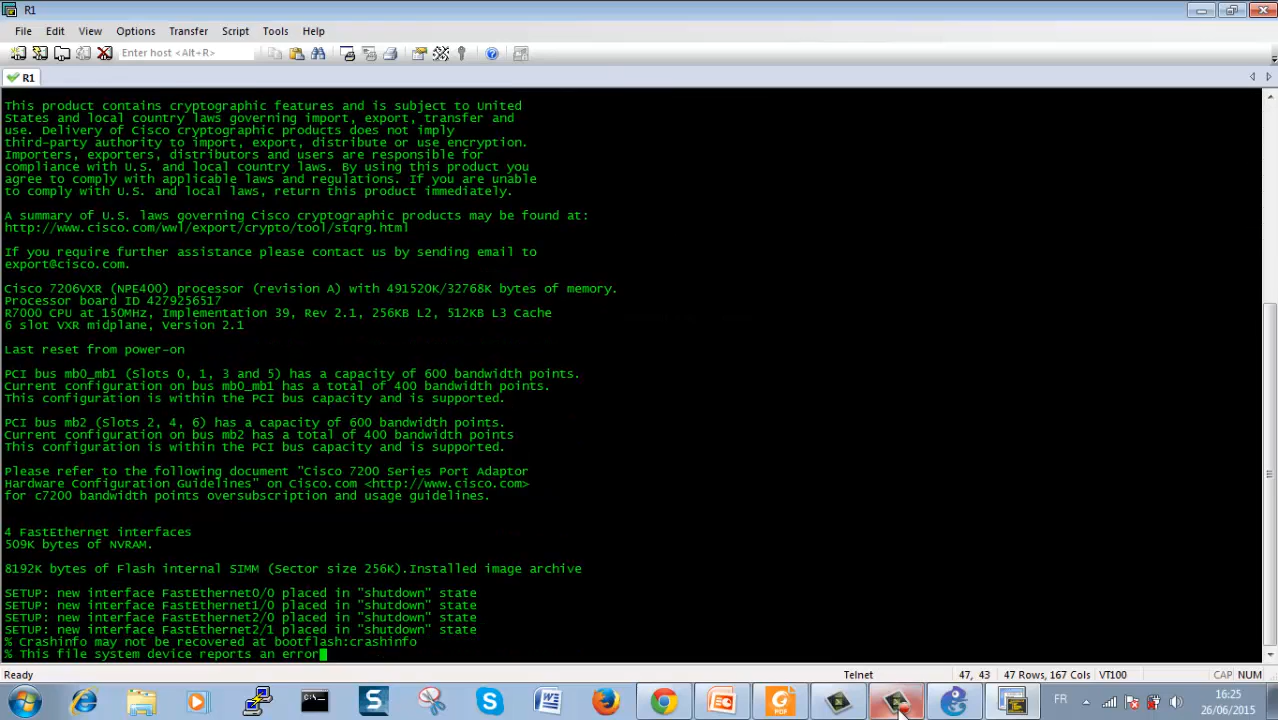 R1
File Edit View Options Transfer Script Tools Help
Enter host <Alt+R>
R1
This product contains cryptographic features and is subject to United
States and local country laws governing import, export, transfer and
use. Delivery of Cisco cryptographic products does not imply
third-party authority to import, export, distribute or use encryption.
Importers, exporters, distributors and users are responsible for
compliance with U.S. and local country laws. By using this product you
agree to comply with applicable laws and regulations. If you are unable
to comply with U.S. and local laws, return this product immediately.
A summary of U.S. laws governing Cisco cryptographic products may be found at:
http://www.cisco.com/wwl/export/crypto/tool/stqrg.html
If you require further assistance please contact us by sending email to
export@cisco.com.
Cisco 7206VXR (NPE400) processor (revision A) with 491520K/32768K bytes of memory.
Processor board ID 4279256517
R7000 CPU at 150MHz, Implementation 39, Rev 2.1, 256KB L2, 512KB L3 Cache
6 slot VXR midplane, Version 2.1
Last reset from power-on
PCI bus mb0_mb1 (Slots 0, 1, 3 and 5) has a capacity of 600 bandwidth points.
Current configuration on bus mb0_mb1 has a total of 400 bandwidth points.
This configuration is within the PCI bus capacity and is supported.
PCI bus mb2 (Slots 2, 4, 6) has a capacity of 600 bandwidth points.
Current configuration on bus mb2 has a total of 400 bandwidth points
This configuration is within the PCI bus capacity and is supported.
Please refer to the following document "Cisco 7200 Series Port Adaptor
Hardware Configuration Guidelines" on Cisco.com <http://www.cisco.com>
for c7200 bandwidth points oversubscription and usage guidelines.
4 FastEthernet interfaces
509K bytes of NVRAM.
8192K bytes of Flash internal SIMM (Sector size 256K).Installed image archive
SETUP: new interface FastEthernet0/0 placed in "shutdown" state
SETUP: new interface FastEthernet1/0 placed in "shutdown" state
SETUP: new interface FastEthernet2/0 placed in "shutdown" state
SETUP: new interface FastEthernet2/1 placed in "shutdown" state
% Crashinfo may not be recovered at bootflash:crashinfo
% This file system device reports an error
Ready Telnet 47, 43 47 Rows, 167 Cols VT100 CAP NUM
FR 16:25
26/06/2015